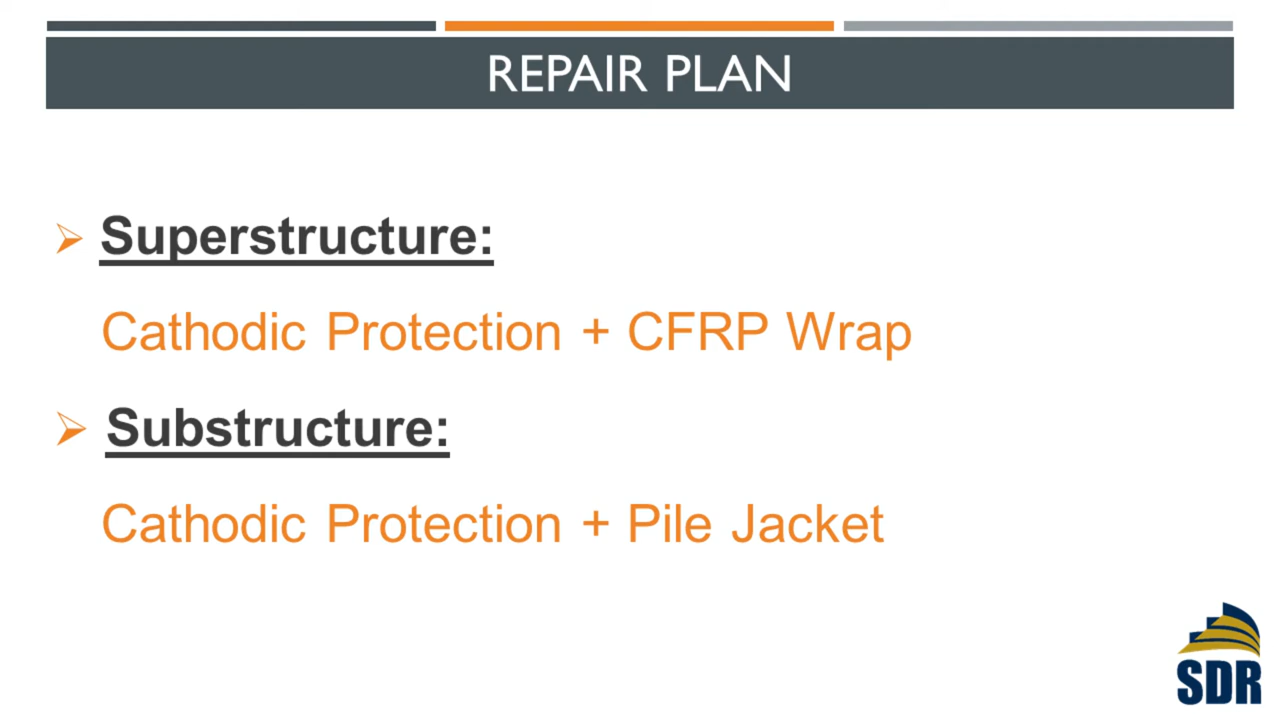 REPAIR PLAN
Superstructure:
Cathodic Protection + CFRP Wrap
Substructure:
Cathodic Protection + Pile Jacket
SDR